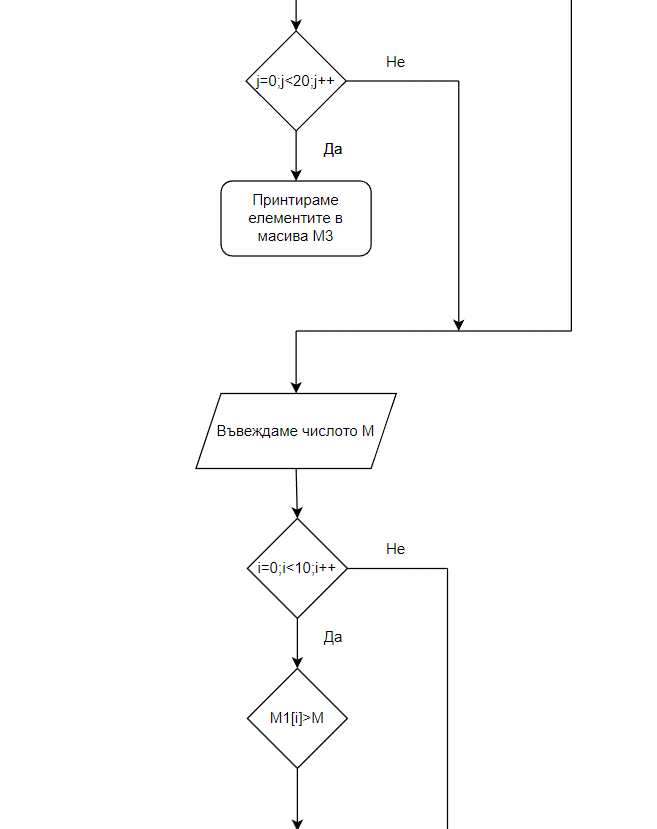 j=0;j<20;j++
Не
Да
Принтираме
елементите в
масива М3
Въвеждаме числото М
i=0;i<10;i++
Не
Да
M1[i]>M